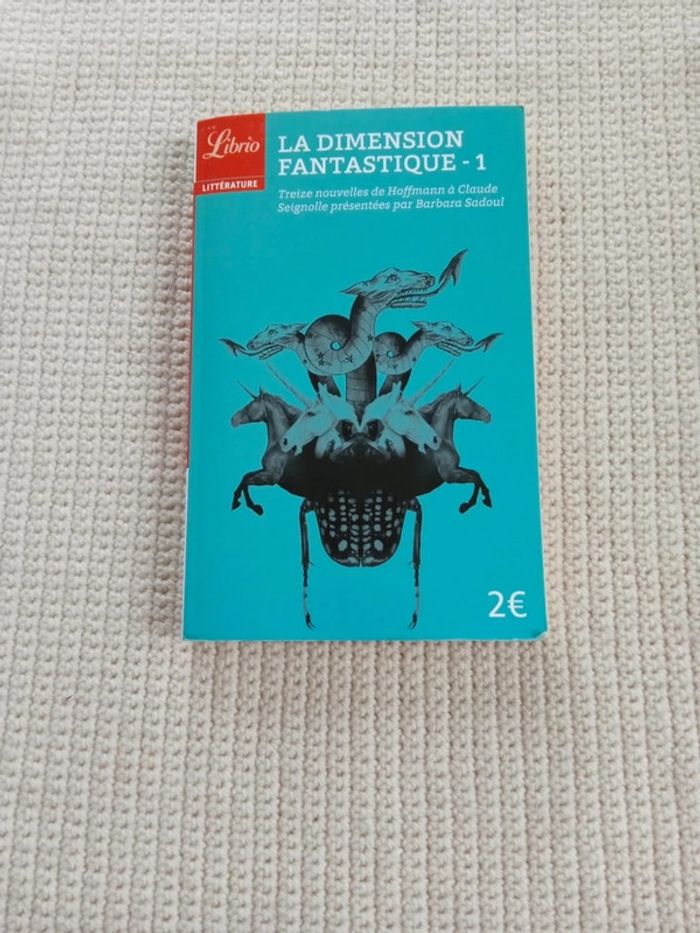 Librio
LITTÉRATURE
LA DIMENSION
FANTASTIQUE - 1
Treize nouvelles de Hoffmann à Claude
Seignolle présentées par Barbara Sadoul
2€